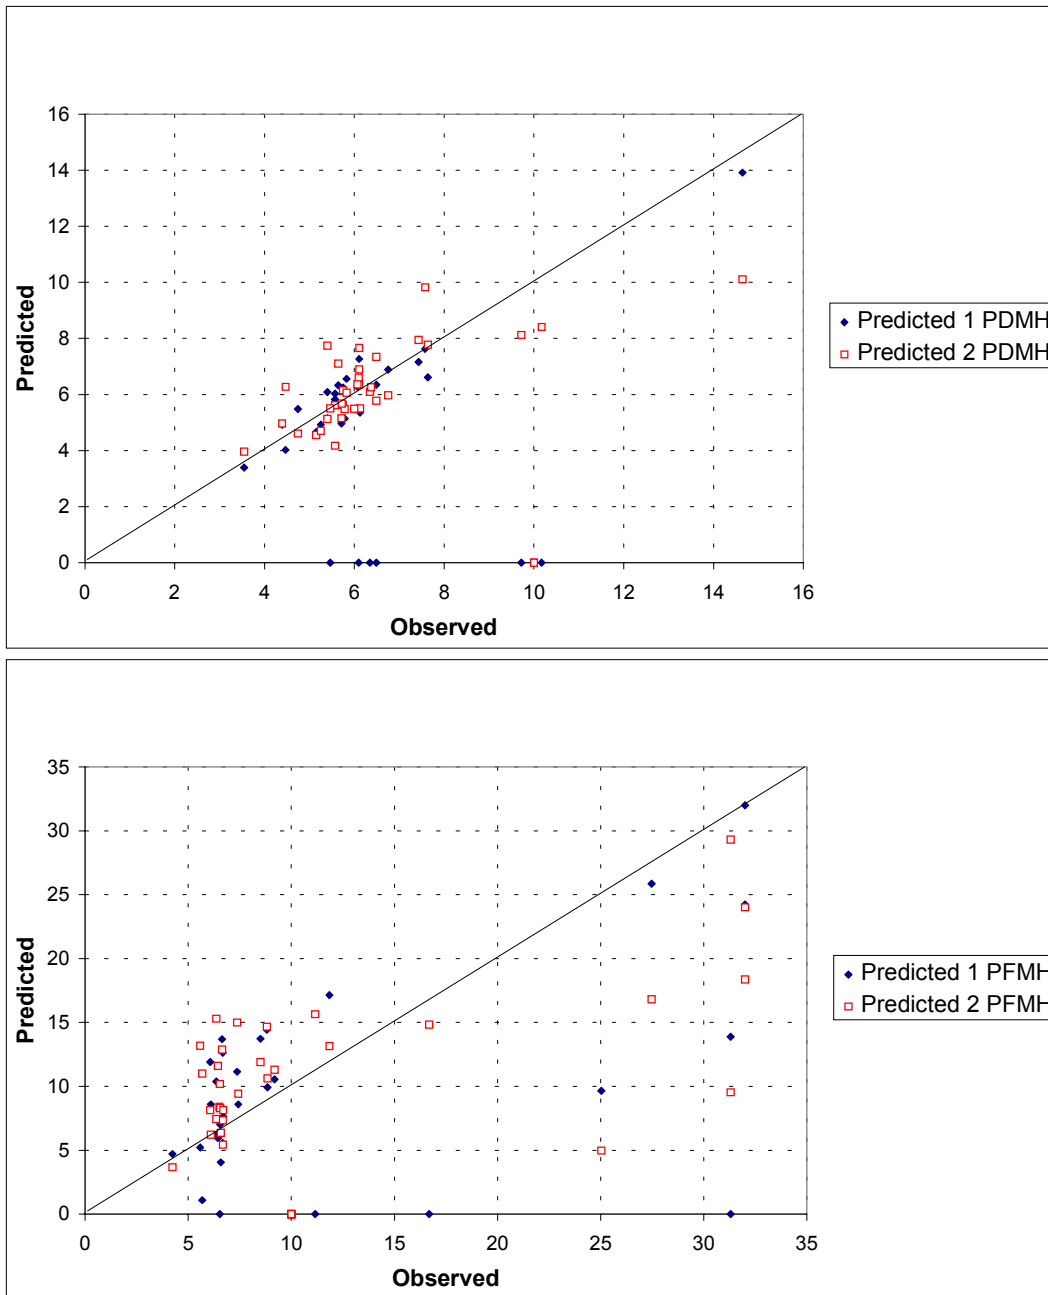 16
14
12
10
8
6
4
2
0
Predicted
0 2 4 6 8 10 12 14 16
Observed
Predicted 1 PDMH
Predicted 2 PDMH
35
30
25
20
15
10
5
0
Predicted
0 5 10 15 20 25 30 35
Observed
Predicted 1 PFMH
Predicted 2 PFMH